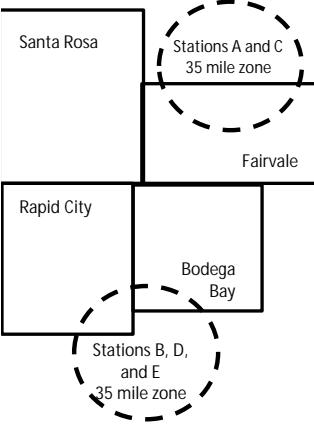 Santa Rosa
Stations A and C
35 mile zone
Fairvale
Rapid City
Bodega
Bay
Stations B, D,
and E
35 mile zone